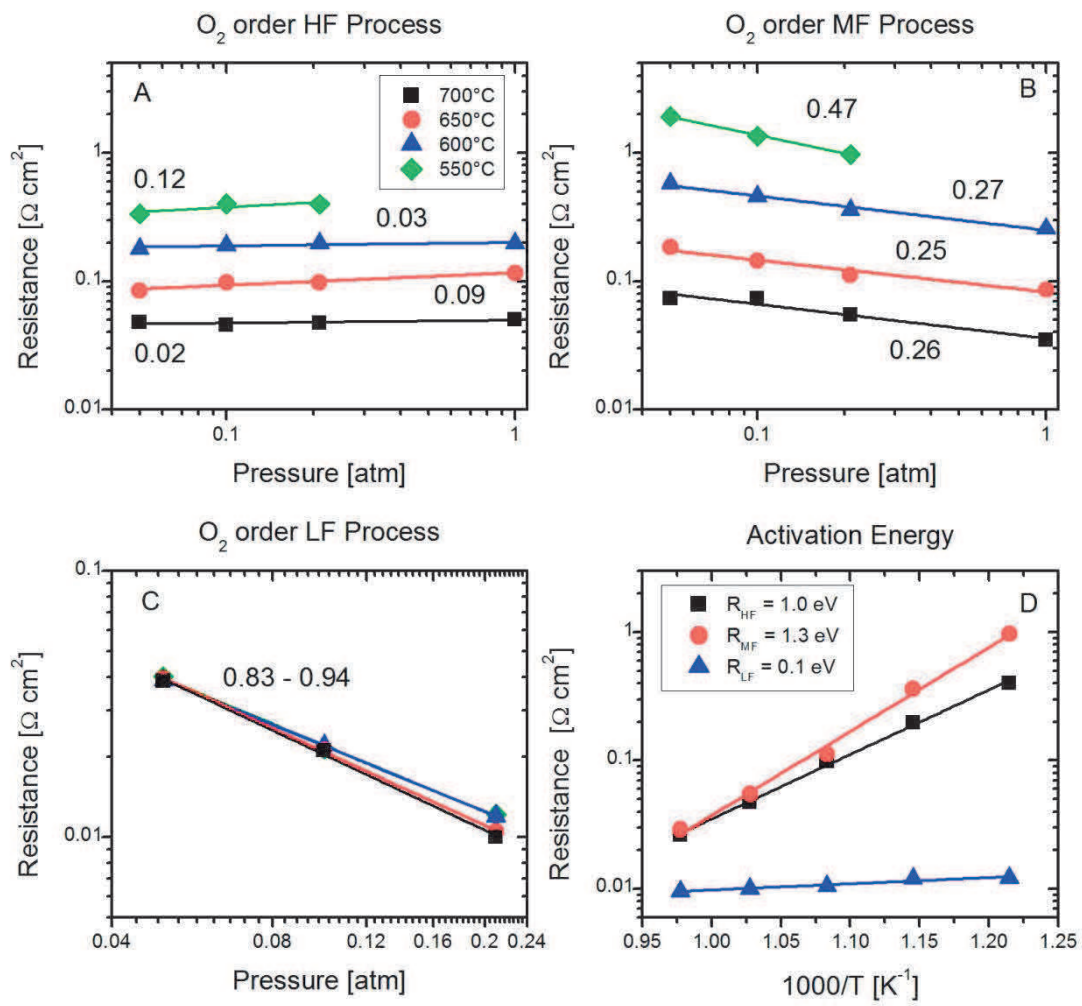 O₂ order HF Process
A
700°C
650°C
600°C
550°C
0.12
0.03
0.09
0.02
1
0.1
0.01
Resistance [Ω cm²]
0.1
1
Pressure [atm]
O₂ order MF Process
B
0.47
0.27
0.25
0.26
1
0.1
0.01
Resistance [Ω cm²]
0.1
1
Pressure [atm]
O₂ order LF Process
C
0.83 - 0.94
0.1
0.01
Resistance [Ω cm²]
0.04
0.08
0.12
0.16
0.2
0.24
Pressure [atm]
Activation Energy
D
R_HF = 1.0 eV
R_MF = 1.3 eV
R_LF = 0.1 eV
1
0.1
0.01
Resistance [Ω cm²]
0.95
1.00
1.05
1.10
1.15
1.20
1.25
1000/T [K⁻¹]